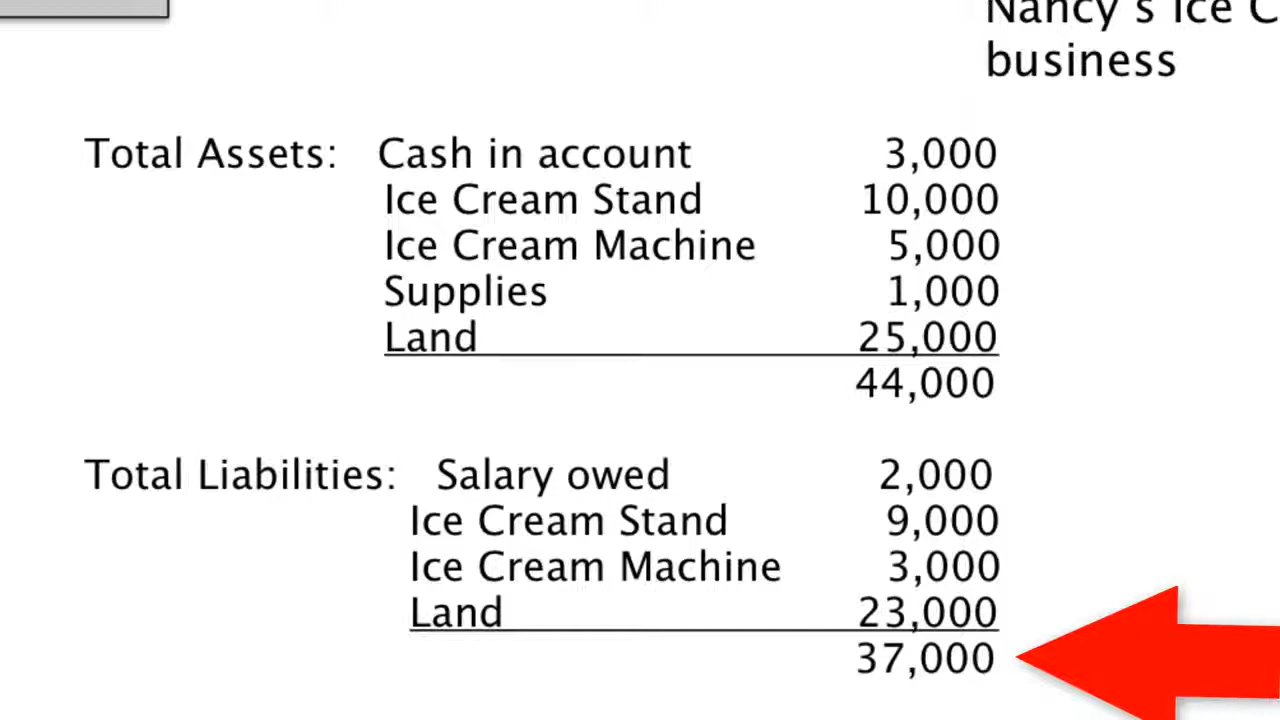 Nancy's Ice C
business
Total Assets: Cash in account 3,000
Ice Cream Stand 10,000
Ice Cream Machine 5,000
Supplies 1,000
Land 25,000
44,000
Total Liabilities: Salary owed 2,000
Ice Cream Stand 9,000
Ice Cream Machine 3,000
Land 23,000
37,000